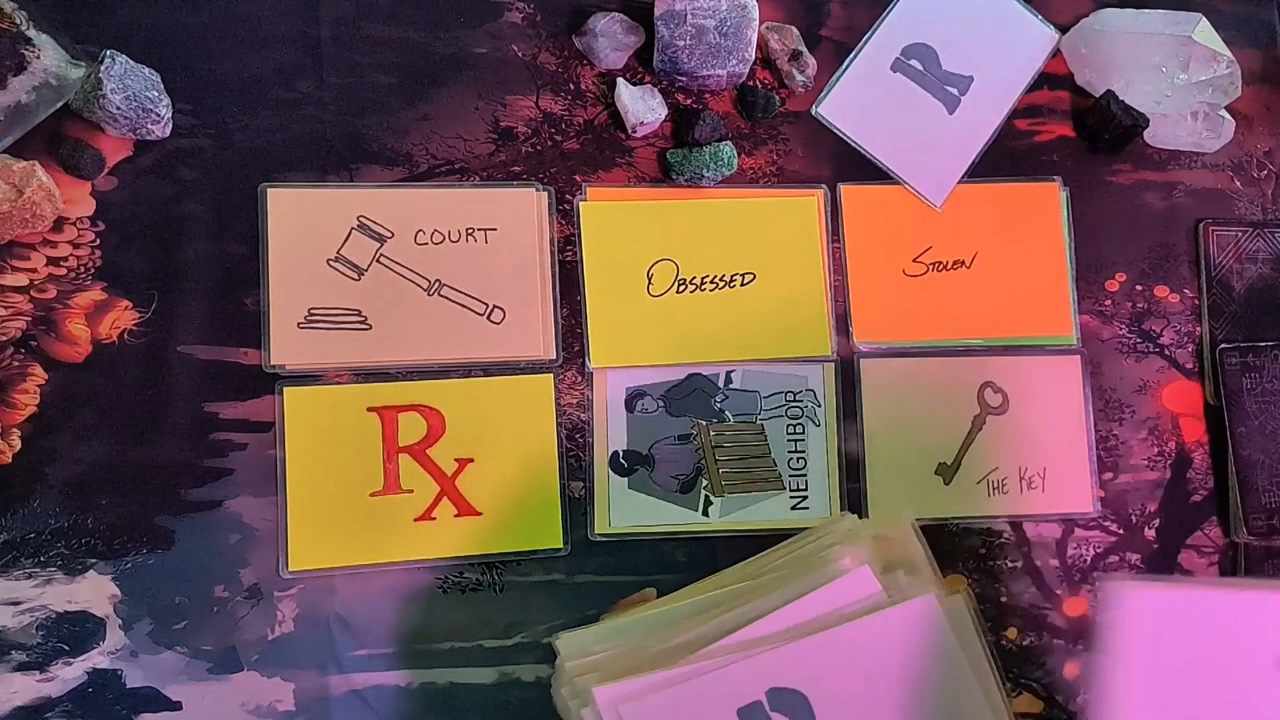 R
COURT
OBSESSED
STOLEN
Rx
NEIGHBOR
THE KEY